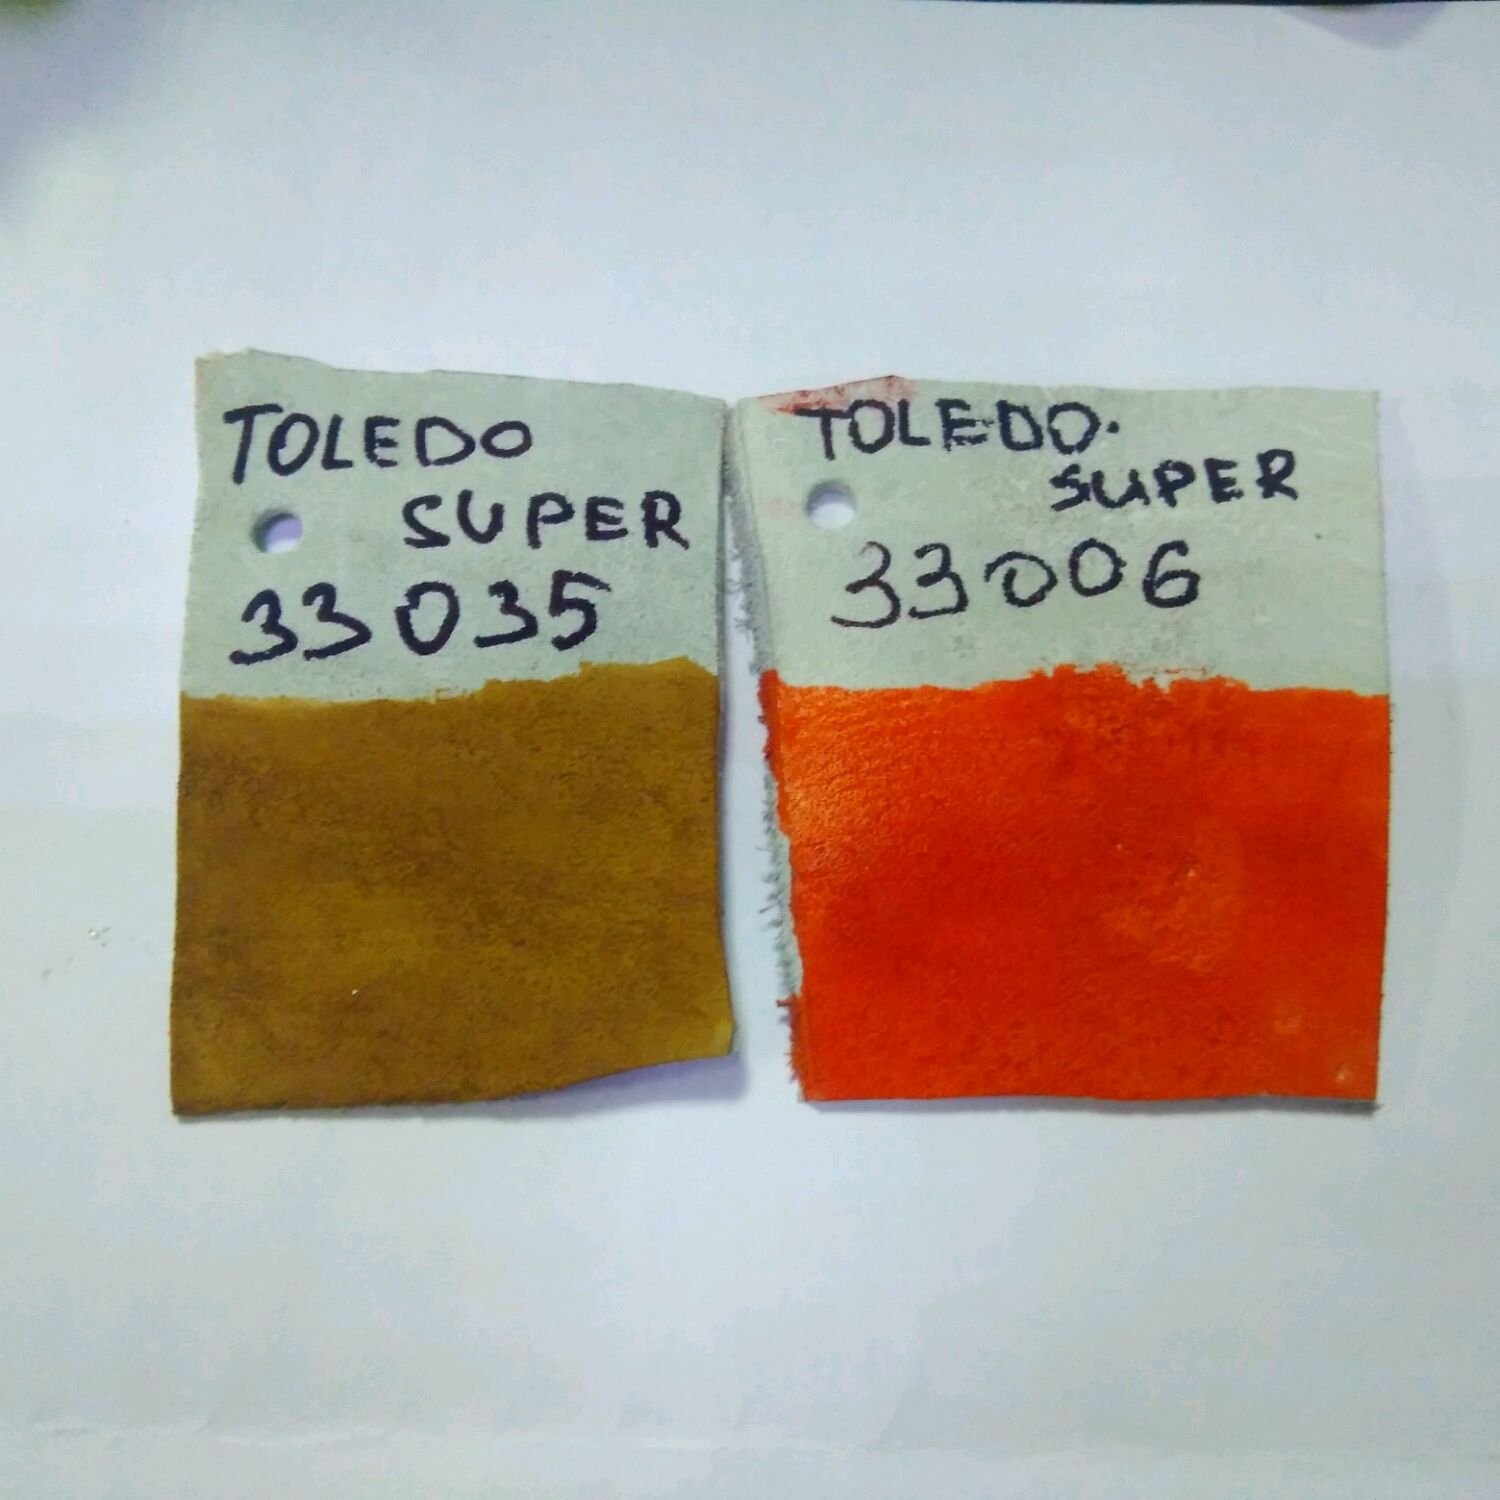 TOLEDO
SUPER
33035
TOLEDO.
SUPER
33006